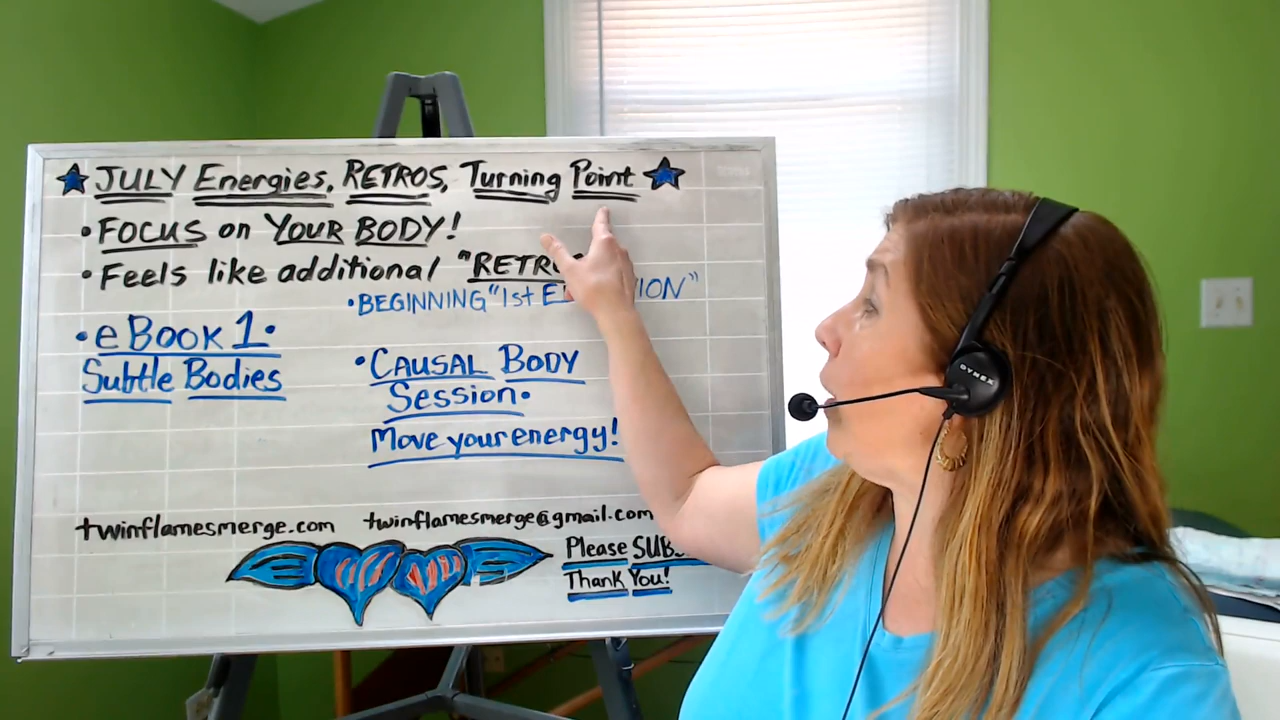 JULY Energies, RETROS, Turning Point
• FOCUS on YOUR BODY!
• Feels like additional "RETRO
• BEGINNING "1st
• eBook 1 •
Subtle Bodies
• CAUSAL BODY
Session •
Move your energy!
twinflamesmerge.com
twinflamesmerge@gmail.com
Please
Thank You!
DYNEX